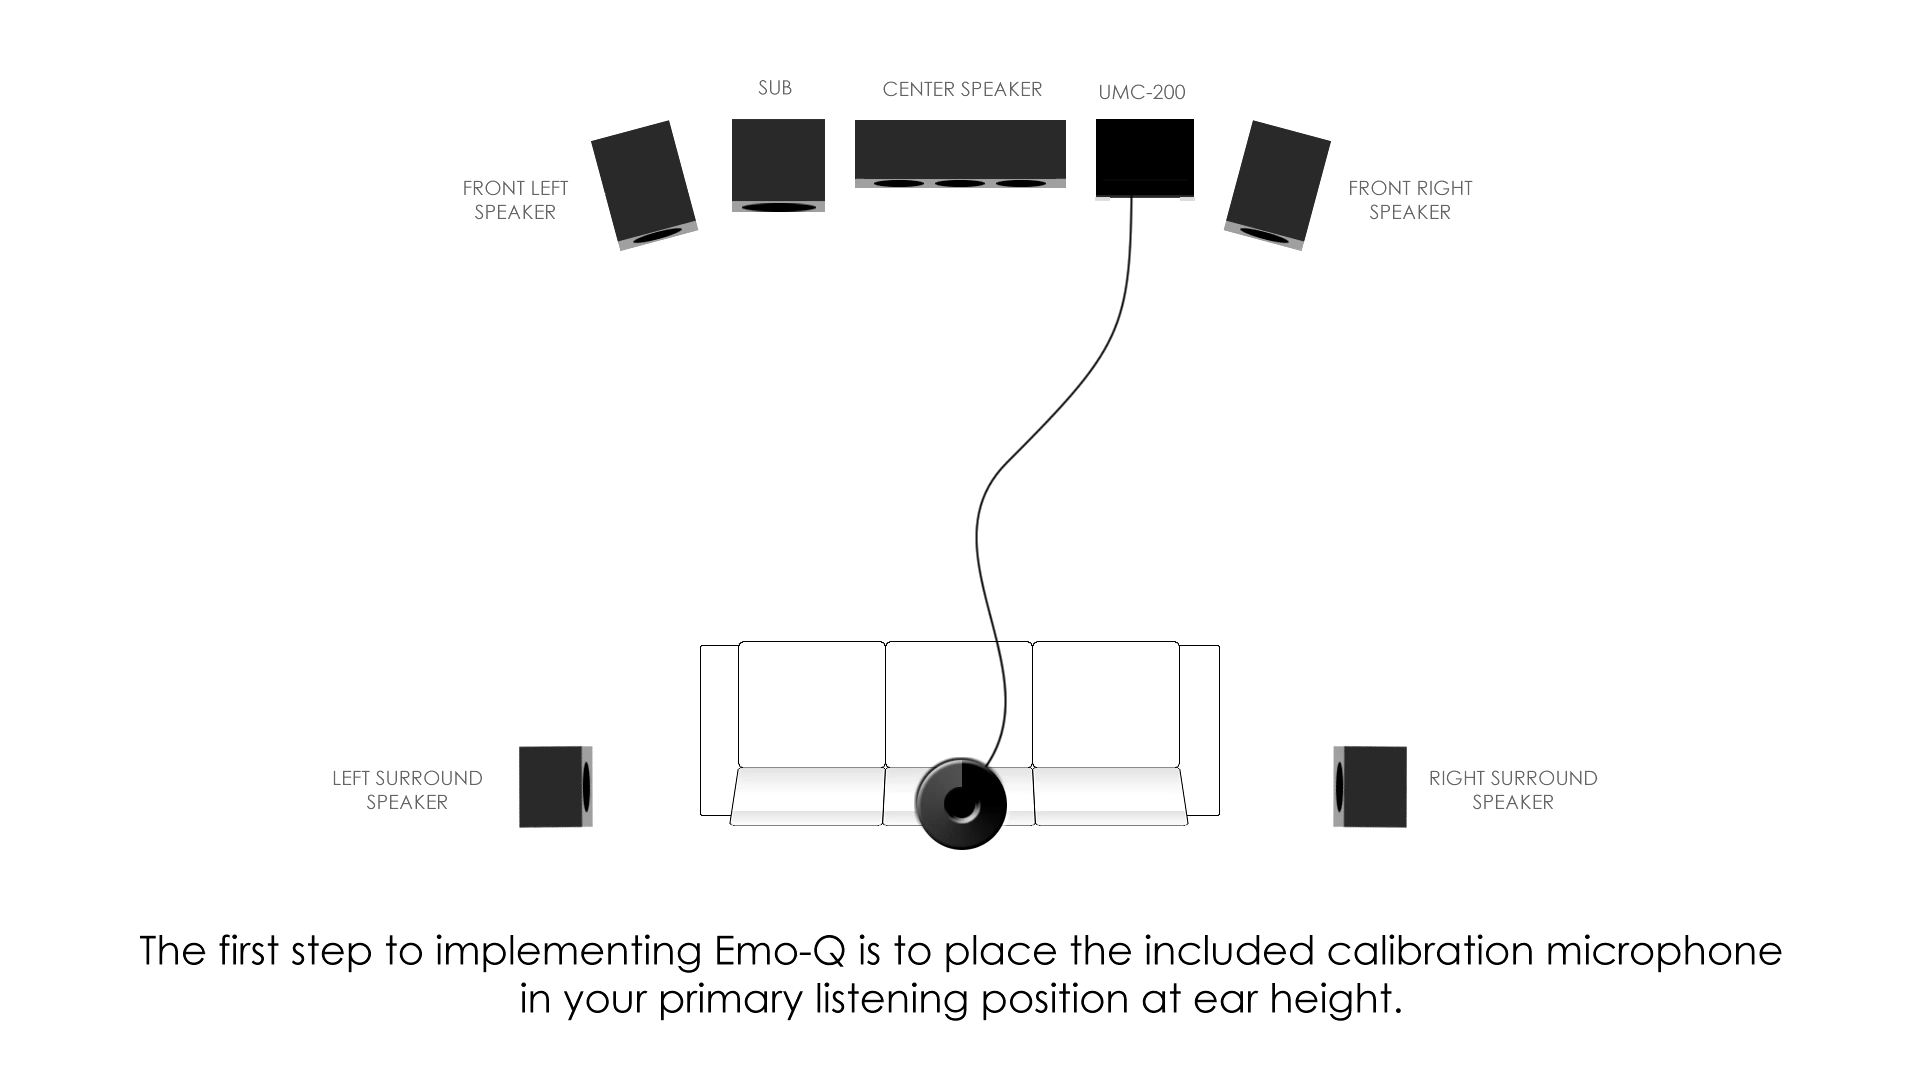 SUB
CENTER SPEAKER
UMC-200
FRONT LEFT
SPEAKER
FRONT RIGHT
SPEAKER
LEFT SURROUND
SPEAKER
RIGHT SURROUND
SPEAKER
The first step to implementing Emo-Q is to place the included calibration microphone
in your primary listening position at ear height.